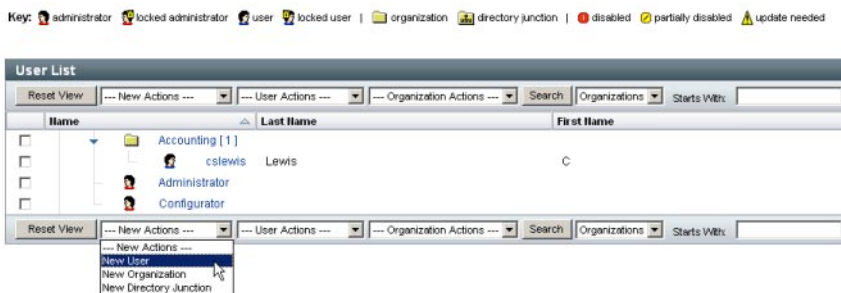 Key: administrator locked administrator user locked user | organization directory junction | disabled partially disabled update needed
User List
Reset View --- New Actions --- --- User Actions --- --- Organization Actions --- Search Organizations Starts With:
Name Last Name First Name
Accounting [ 1 ]
cslewis Lewis C
Administrator
Configurator
Reset View --- New Actions --- --- User Actions --- --- Organization Actions --- Search Organizations Starts With:
--- New Actions ---
New User
New Organization
New Directory Junction